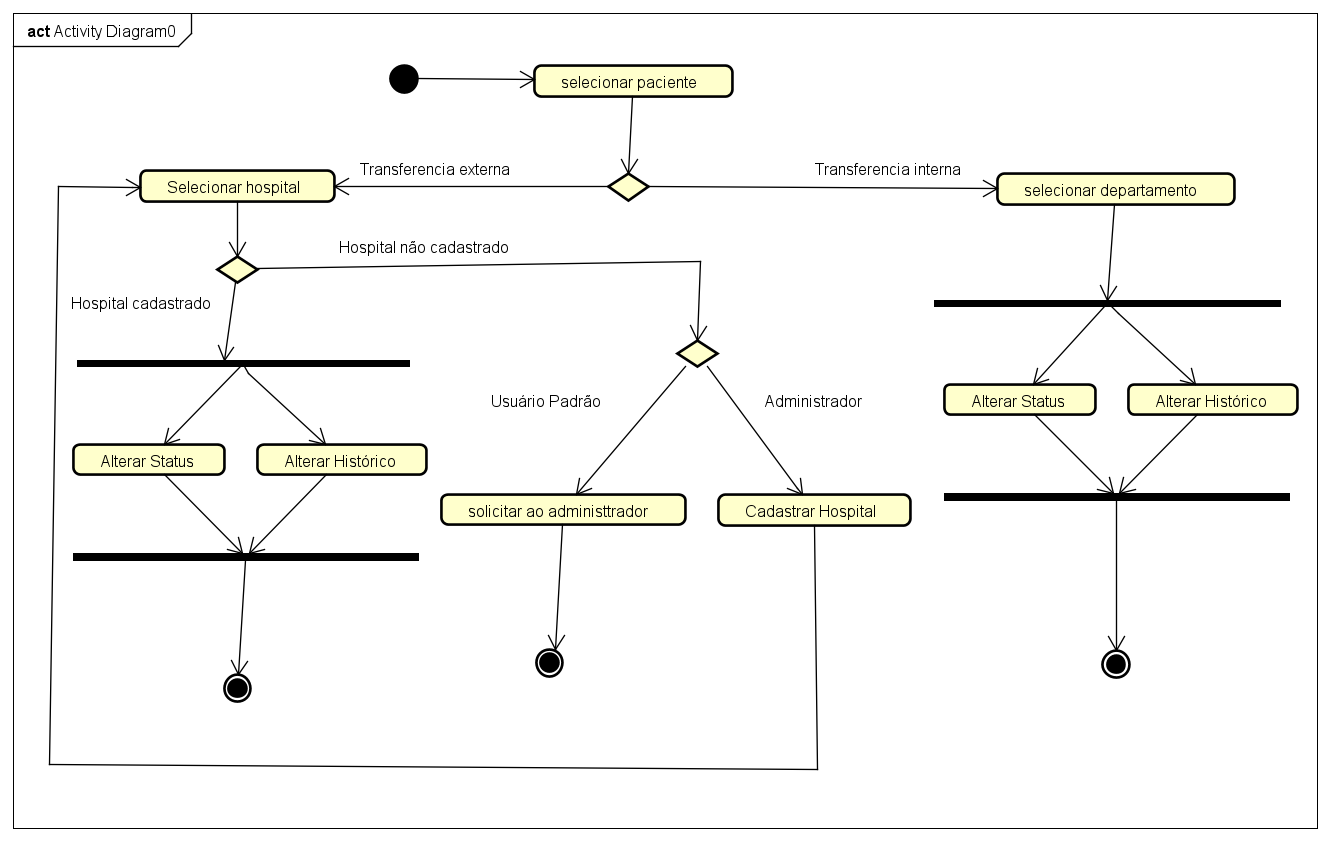 act Activity Diagram0
selecionar paciente
Transferencia externa
Transferencia interna
Selecionar hospital
selecionar departamento
Hospital não cadastrado
Hospital cadastrado
Usuário Padrão
Administrador
Alterar Status
Alterar Histórico
Alterar Status
Alterar Histórico
solicitar ao administtrador
Cadastrar Hospital